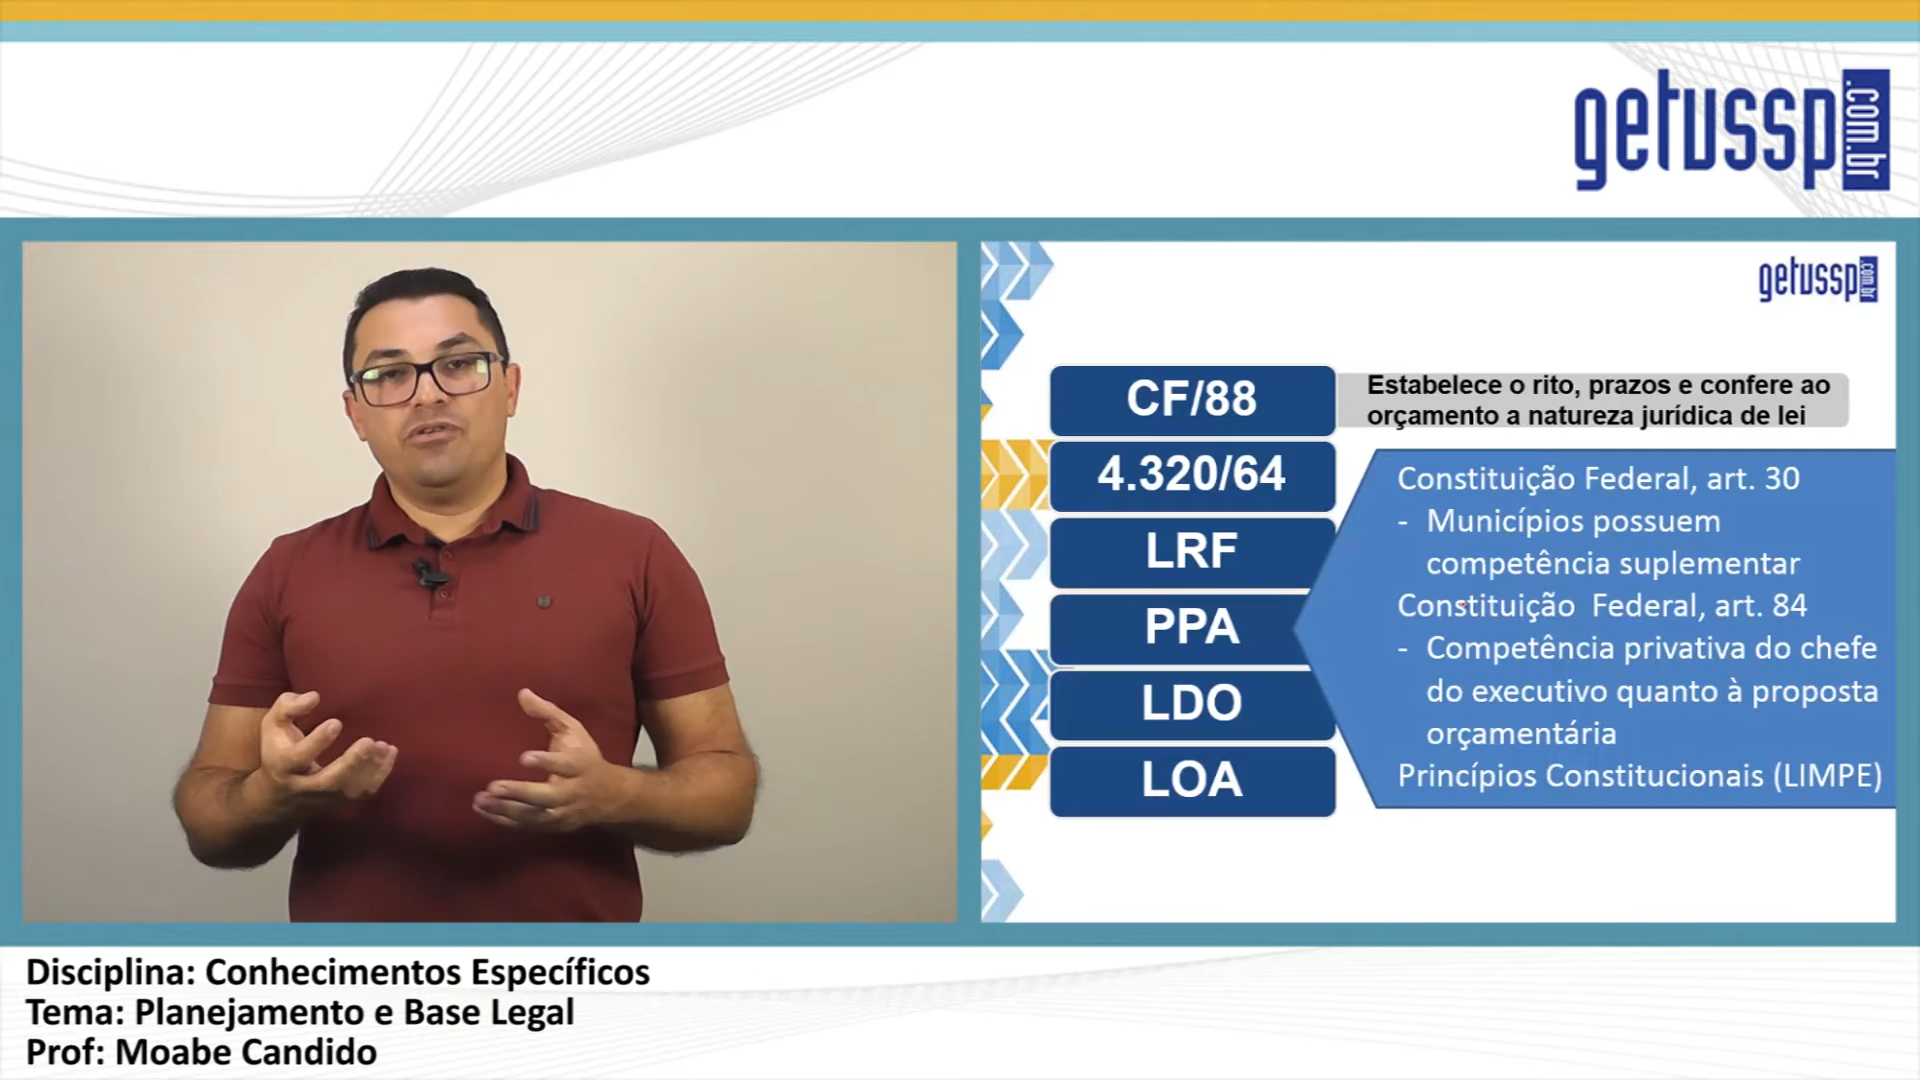 getussp.com.br
getussp.com.br
CF/88
Estabelece o rito, prazos e confere ao
orçamento a natureza jurídica de lei
4.320/64
LRF
PPA
LDO
LOA
Constituição Federal, art. 30
- Municípios possuem
competência suplementar
Constituição Federal, art. 84
- Competência privativa do chefe
do executivo quanto à proposta
orçamentária
Princípios Constitucionais (LIMPE)
Disciplina: Conhecimentos Específicos
Tema: Planejamento e Base Legal
Prof: Moabe Candido